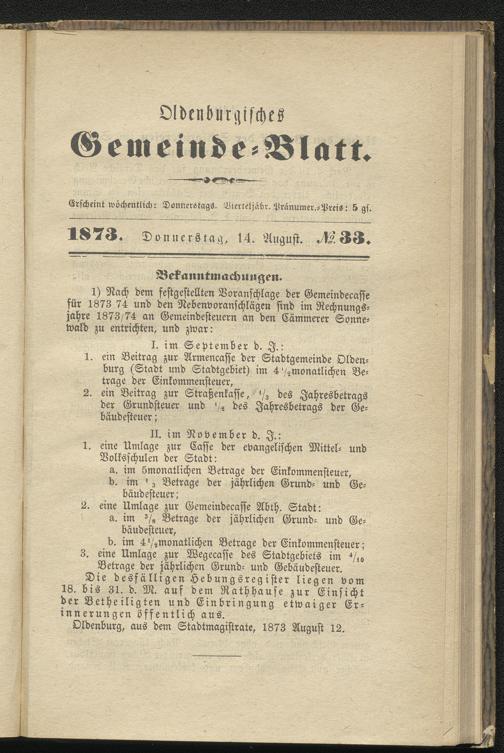 Oldenburgisches
Gemeinde-Blatt.
Erscheint wöchentlich: Donnerstags. Vierteljähr. Pränumer.-Preis: 5 gs.
1873. Donnerstag, 14. August. № 33.
Bekanntmachungen.
1) Nach dem festgestellten Voranschlage der Gemeindecasse
für 1873 74 und den Nebenvoranschlägen sind im Rechnungs-
jahre 1873/74 an Gemeindesteuern an den Cämmerer Sonne-
wald zu entrichten, und zwar:
I. im September d. J.:
1. ein Beitrag zur Armencasse der Stadtgemeinde Olden-
burg (Stadt und Stadtgebiet) im 4 1/2monatlichen Be-
trage der Einkommensteuer,
2. ein Beitrag zur Straßenkasse, 1/2 des Jahresbetrags
der Grundsteuer und des Jahresbetrags der Ge-
bäudesteuer;
II. im November d. J.:
1. eine Umlage zur Casse der evangelischen Mittel- und
Volksschulen der Stadt:
a. im 6monatlichen Betrage der Einkommensteuer,
b. im Betrage der jährlichen Grund- und Ge-
bäudesteuer;
2. eine Umlage zur Gemeindecasse Abth. Stadt:
a. im Betrage der jährlichen Grund- und Ge-
bäudesteuer,
b. im 4 1/2monatlichen Betrage der Einkommensteuer;
3. eine Umlage zur Wegecasse des Stadtgebiets im 4/10
Betrage der jährlichen Grund- und Gebäudesteuer.
Die desfälligen Hebungsregister liegen vom
18. bis 31. d. M. auf dem Rathhause zur Einsicht
der Betheiligten und Einbringung etwaiger Er-
innerungen öffentlich aus.
Oldenburg, aus dem Stadtmagistrate, 1873 August 12.